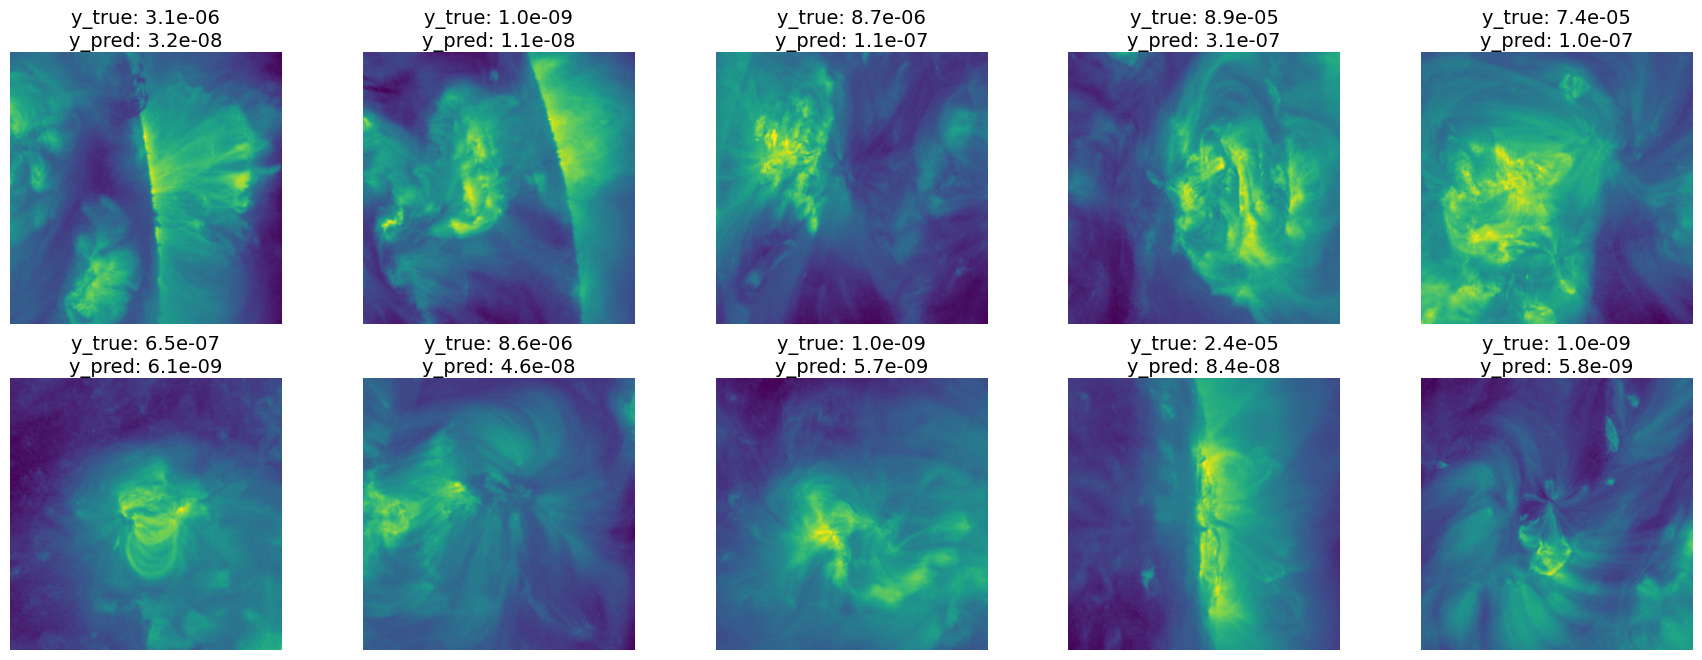 y_true: 3.1e-06
y_pred: 3.2e-08
y_true: 1.0e-09
y_pred: 1.1e-08
y_true: 8.7e-06
y_pred: 1.1e-07
y_true: 8.9e-05
y_pred: 3.1e-07
y_true: 7.4e-05
y_pred: 1.0e-07
y_true: 6.5e-07
y_pred: 6.1e-09
y_true: 8.6e-06
y_pred: 4.6e-08
y_true: 1.0e-09
y_pred: 5.7e-09
y_true: 2.4e-05
y_pred: 8.4e-08
y_true: 1.0e-09
y_pred: 5.8e-09